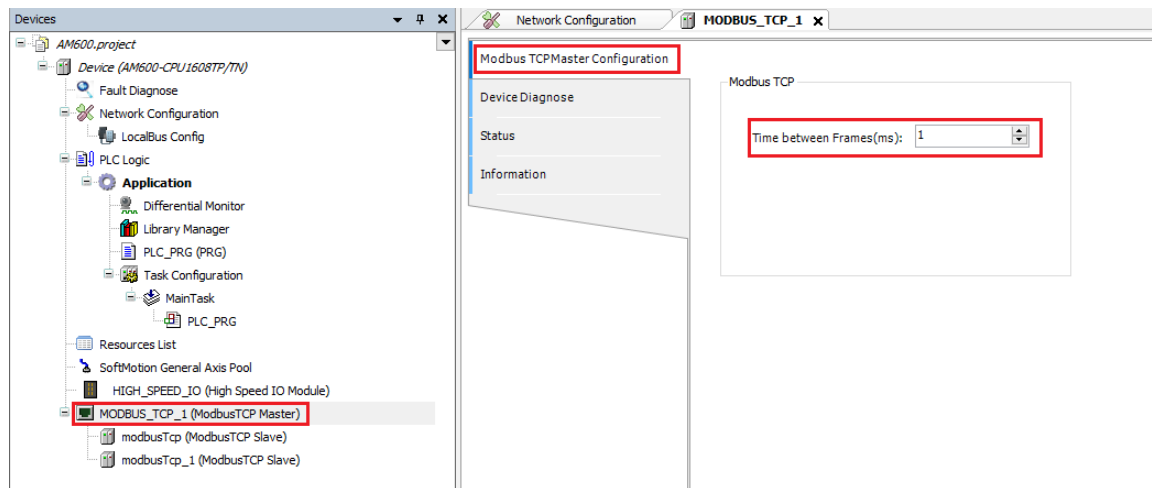 Devices
AM600.project
Device (AM600-CPU1608TP/TN)
Fault Diagnose
Network Configuration
LocalBus Config
PLC Logic
Application
Differential Monitor
Library Manager
PLC_PRG (PRG)
Task Configuration
MainTask
PLC_PRG
Resources List
SoftMotion General Axis Pool
HIGH_SPEED_IO (High Speed IO Module)
MODBUS_TCP_1 (ModbusTCP Master)
modbusTcp (ModbusTCP Slave)
modbusTcp_1 (ModbusTCP Slave)
Network Configuration
MODBUS_TCP_1 X
Modbus TCPMaster Configuration
Device Diagnose
Status
Information
Modbus TCP
Time between Frames(ms): 1